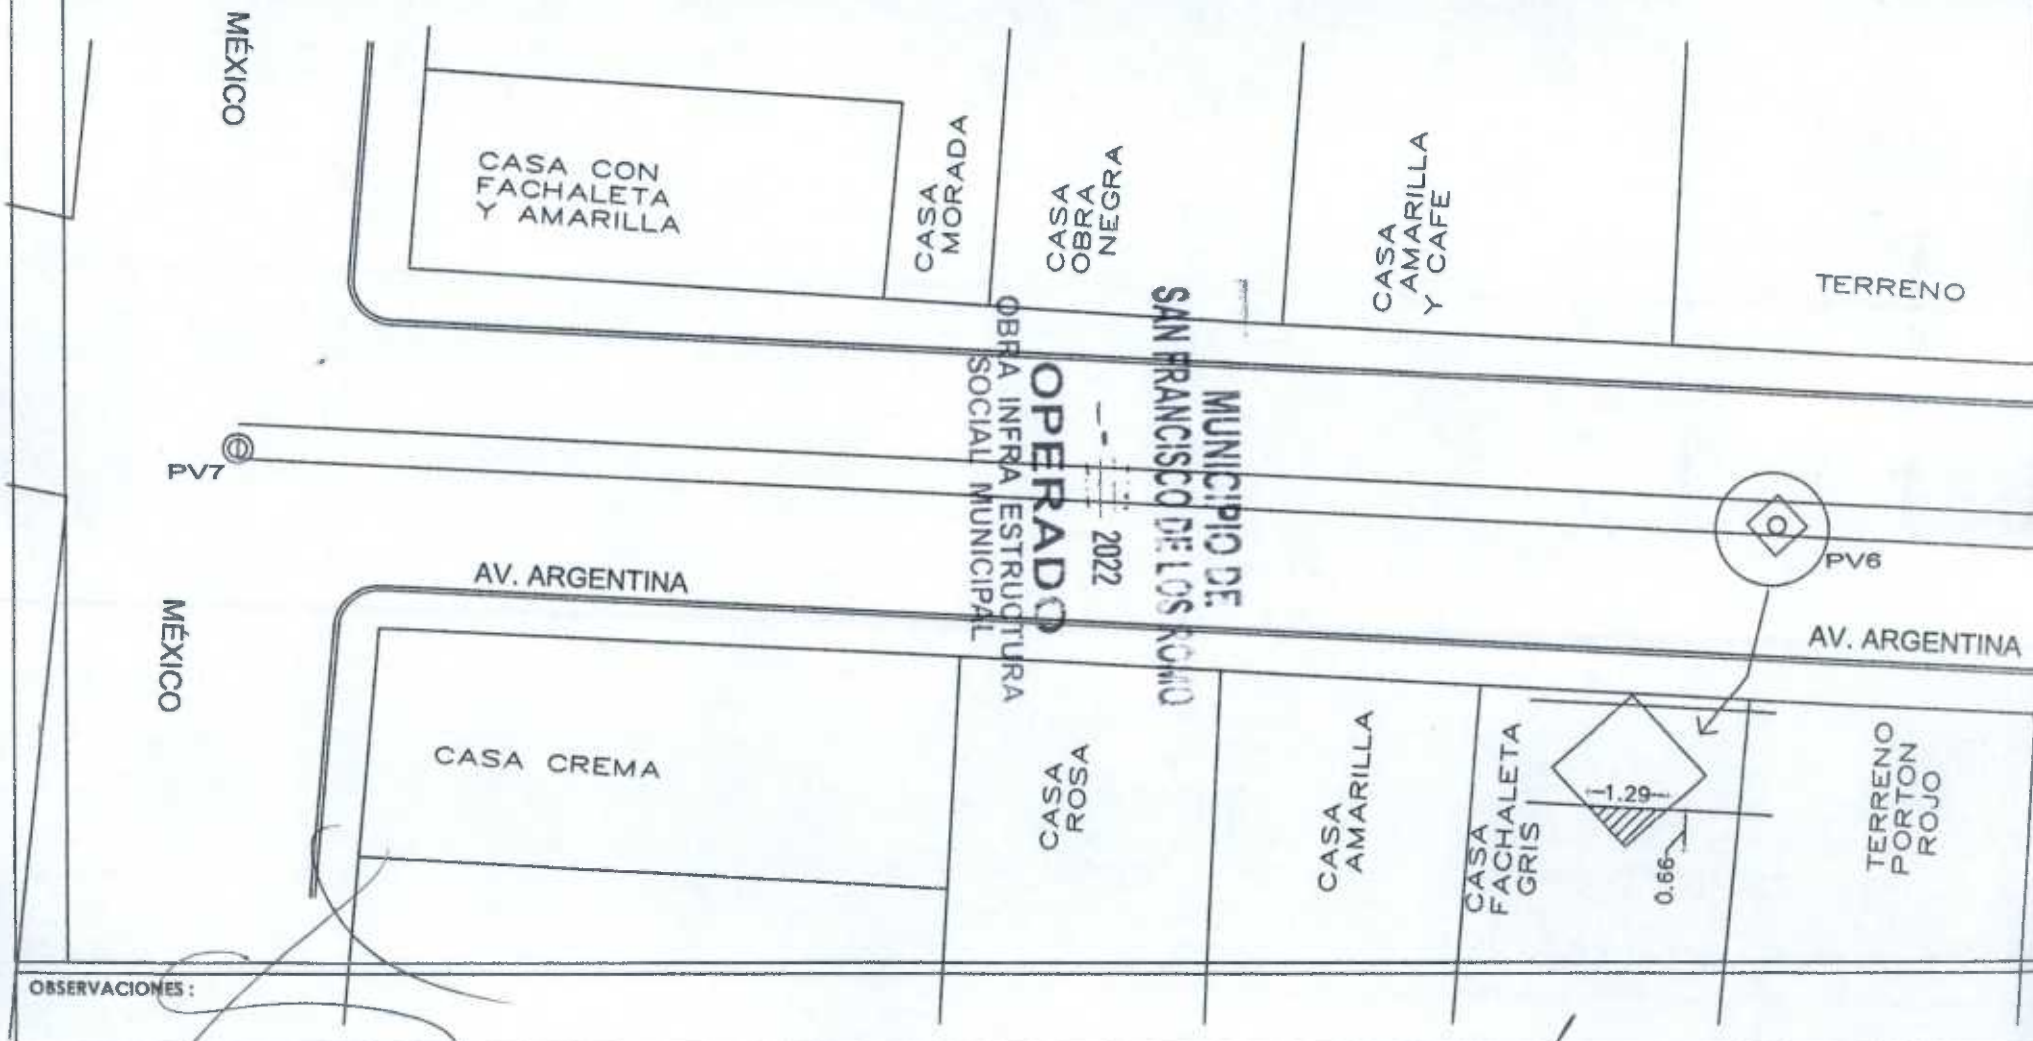 MÉXICO
CASA CON
FACHALETA
Y AMARILLA
CASA
MORADA
CASA
OBRA
NEGRA
CASA
AMARILLA
Y CAFE
TERRENO
MUNICIPIO DE
SAN FRANCISCO DE LOS ROMO
2022
OPERADO
OBRA INFRA ESTRUCTURA
SOCIAL MUNICIPAL
PV7
PV6
AV. ARGENTINA
AV. ARGENTINA
MÉXICO
CASA CREMA
CASA
ROSA
CASA
AMARILLA
CASA
FACHALETA
GRIS
1.29
0.66
TERRENO
PORTON
ROJO
OBSERVACIONES: